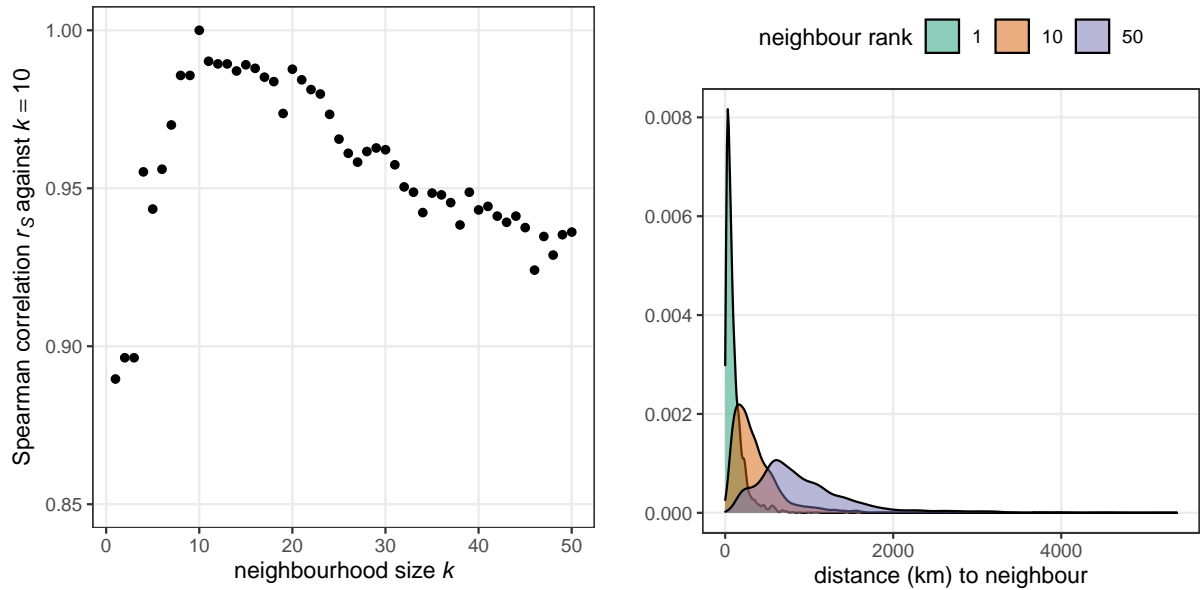 Spearman correlation r_S against k = 10
1.00
0.95
0.90
0.85
0 10 20 30 40 50
neighbourhood size k
neighbour rank 1 10 50
0.008
0.006
0.004
0.002
0.000
0 2000 4000
distance (km) to neighbour